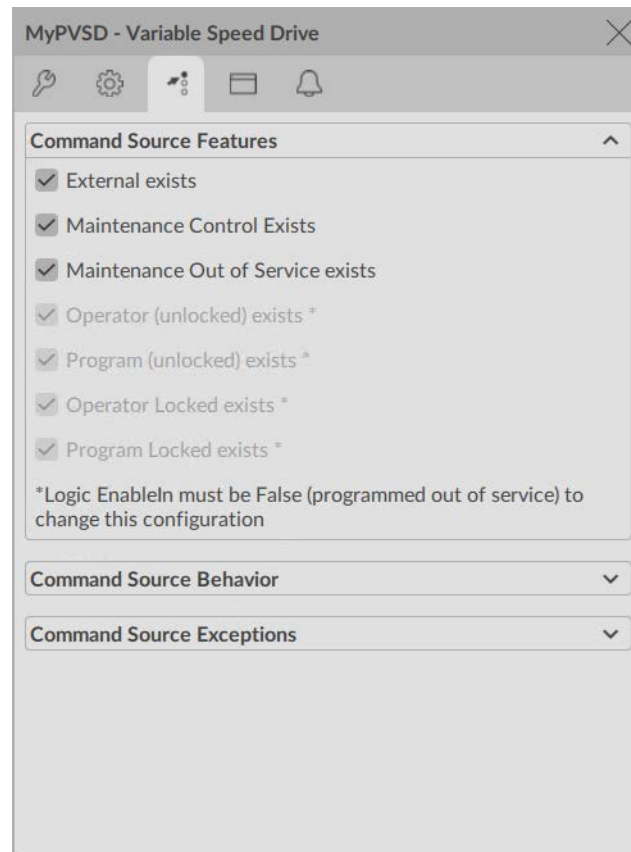 MyPVSD - Variable Speed Drive
Command Source Features
External exists
Maintenance Control Exists
Maintenance Out of Service exists
Operator (unlocked) exists *
Program (unlocked) exists *
Operator Locked exists *
Program Locked exists *
*Logic EnableIn must be False (programmed out of service) to
change this configuration
Command Source Behavior
Command Source Exceptions